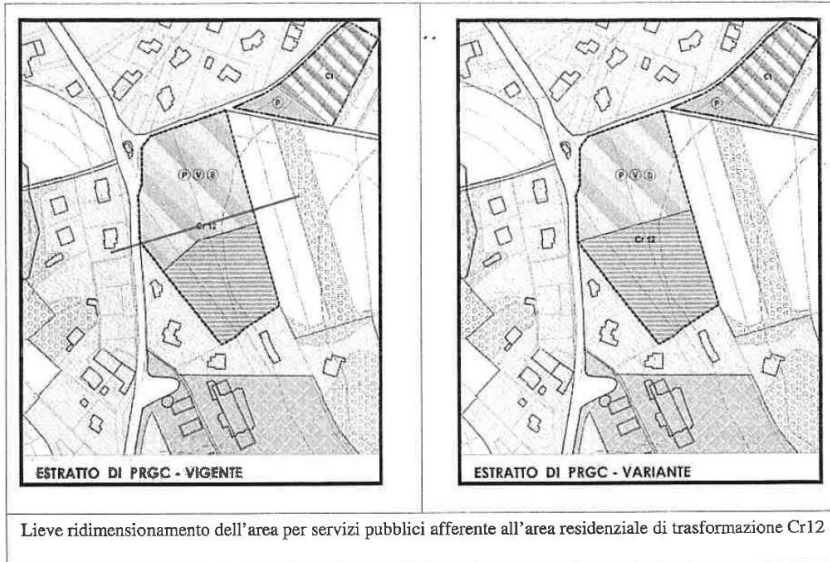 C1
P
P V S
Cr 12
ESTRATTO DI PRGC - VIGENTE
C1
P
P V
Cr 12
ESTRATTO DI PRGC - VARIANTE
Lieve ridimensionamento dell'area per servizi pubblici afferente all'area residenziale di trasformazione Cr12